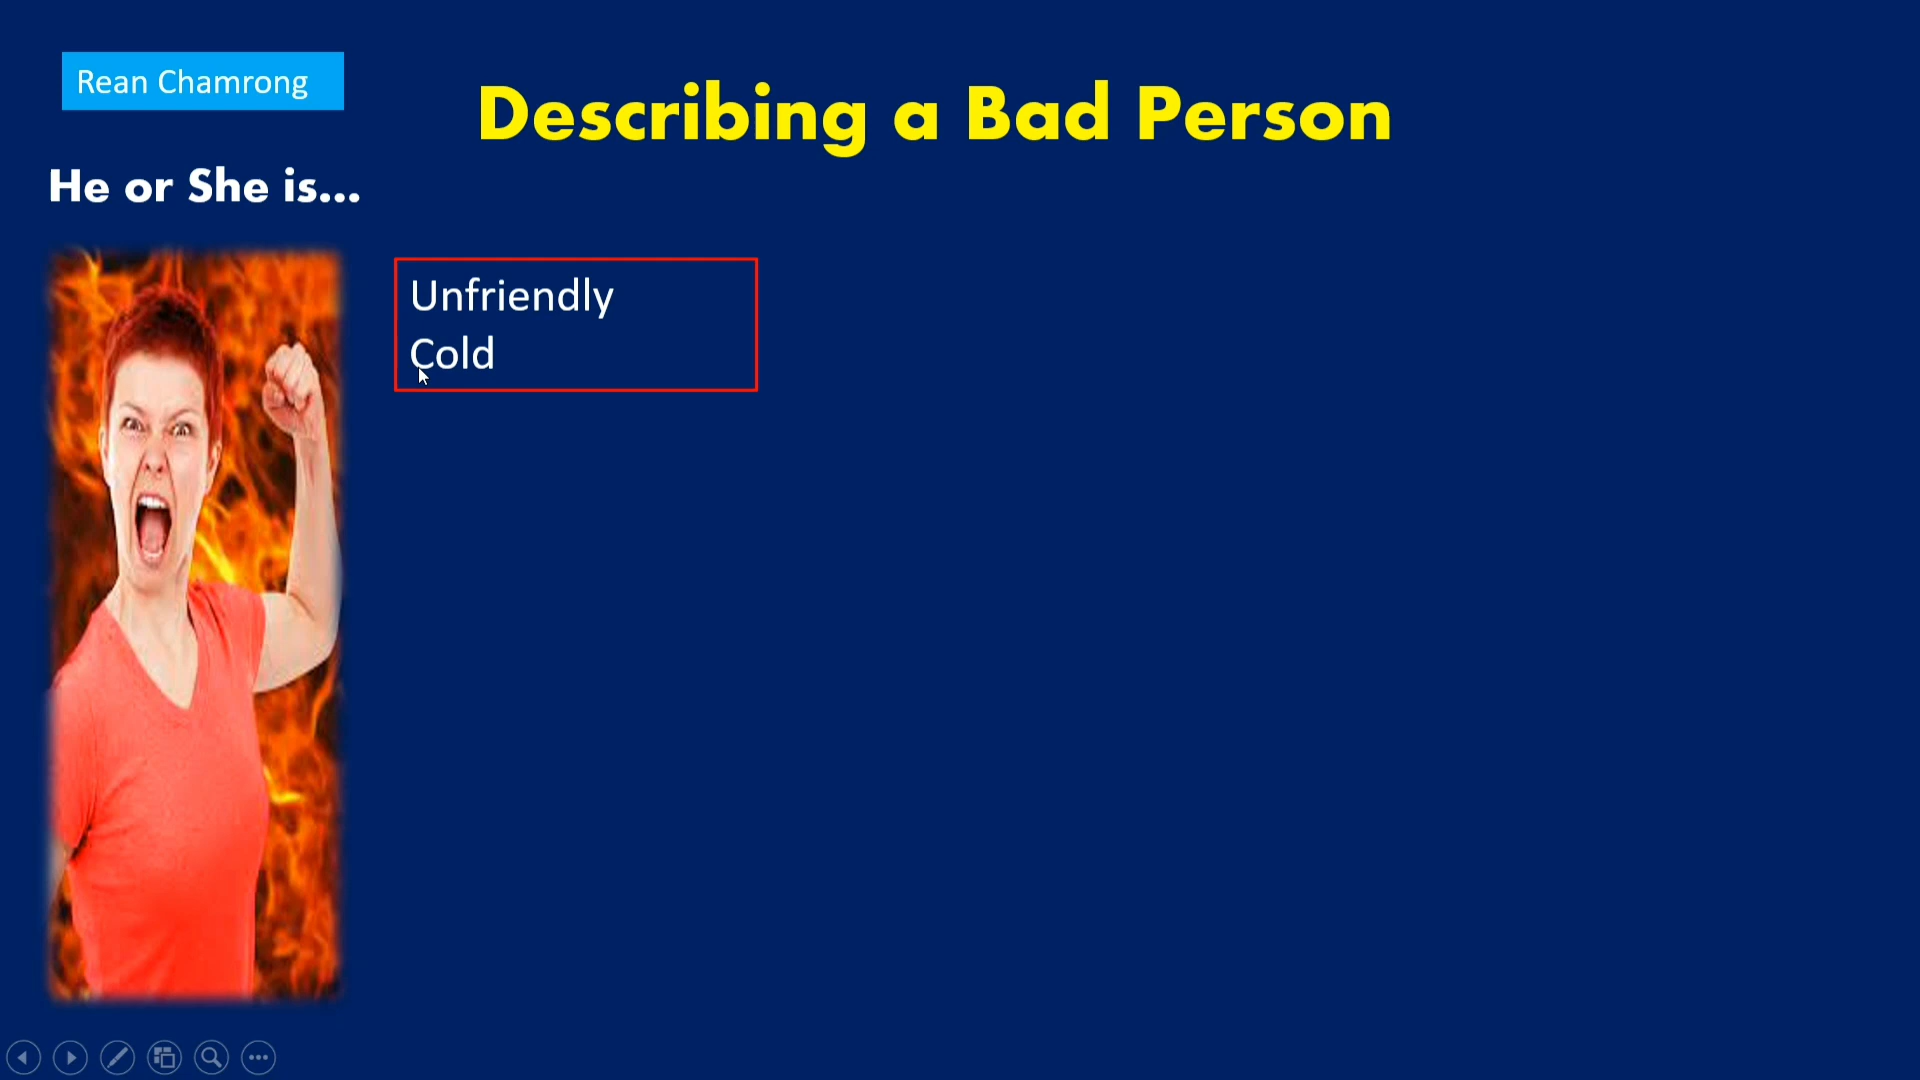 Rean Chamrong
Describing a Bad Person
He or She is...
Unfriendly
Cold